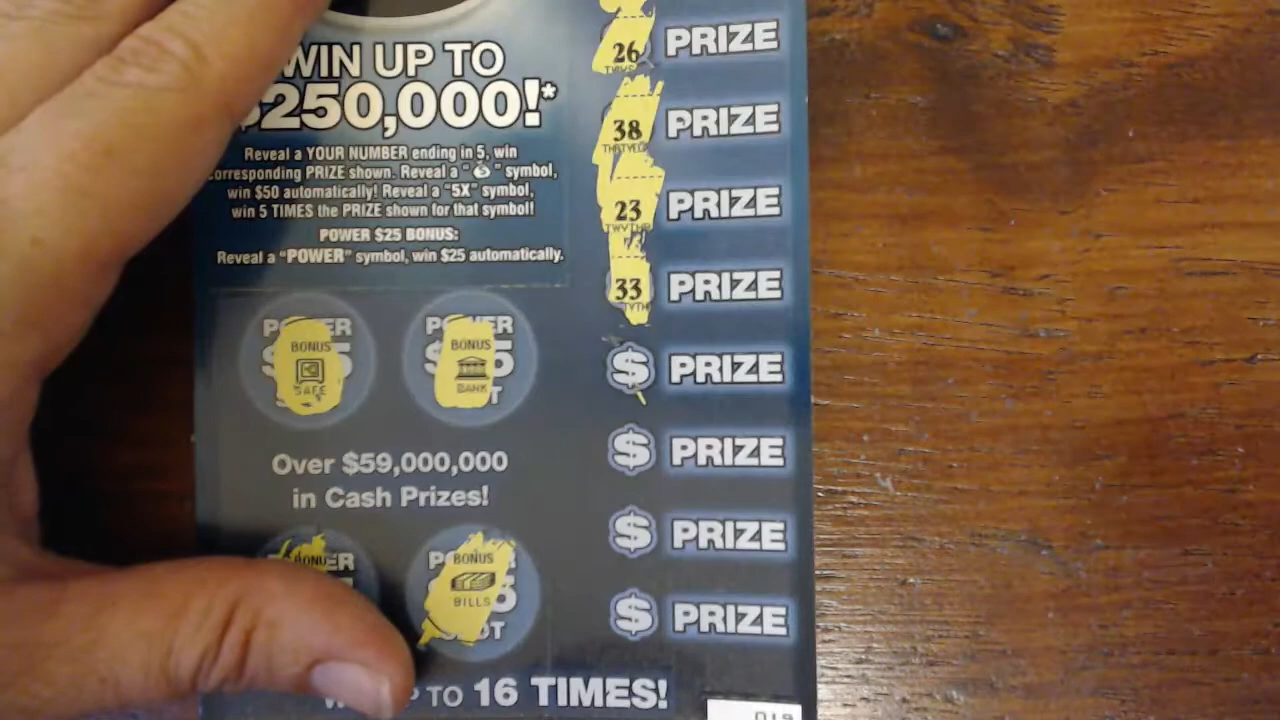 WIN UP TO
$250,000!*
Reveal a YOUR NUMBER ending in 5, win
corresponding PRIZE shown. Reveal a " " symbol,
win $50 automatically! Reveal a "5X" symbol,
win 5 TIMES the PRIZE shown for that symbol!
POWER $25 BONUS:
Reveal a "POWER" symbol, win $25 automatically.
BONUS
SAFE
BONUS
BANK
Over $59,000,000
in Cash Prizes!
BONUS
BILLS
TO 16 TIMES!
26 PRIZE
38 PRIZE
23 PRIZE
33 PRIZE
$ PRIZE
$ PRIZE
$ PRIZE
$ PRIZE
019